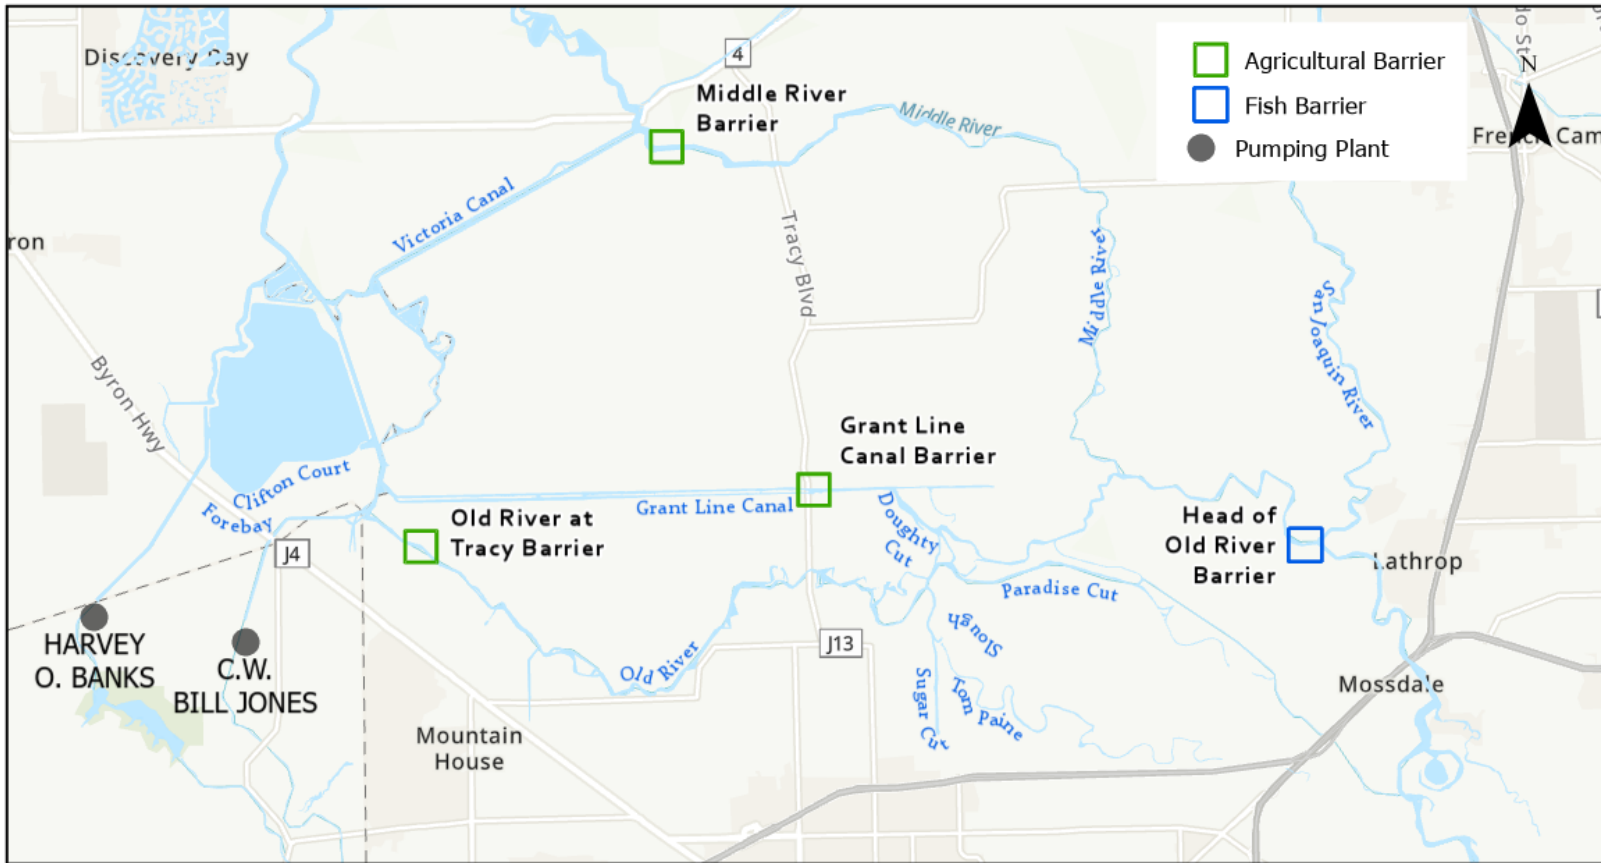 Discovery Bay
4
Middle River
Barrier
Middle River
Agricultural Barrier
Fish Barrier
Pumping Plant
N
Victoria Canal
Tracy Blvd
ron
Middle River
San Joaquin River
Byron Hwy
Grant Line
Canal Barrier
Clifton Court
Forebay
Grant Line Canal
Doughty
Cut
Old River at
Tracy Barrier
Head of
Old River
Barrier
J4
Lathrop
Paradise Cut
HARVEY
O. BANKS
C.W.
BILL JONES
Slough
J13
Old River
Sugar Cut
Tom Paine
Mossdale
Mountain
House